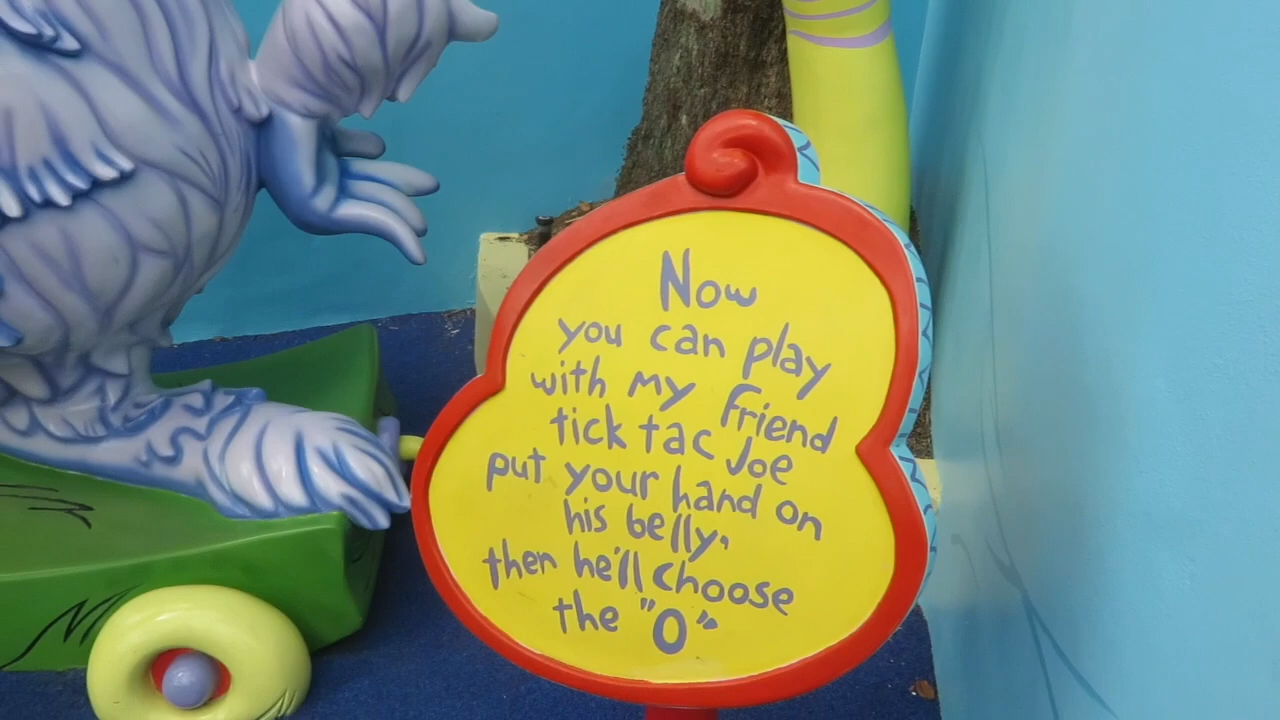 Now
you can play
with my Friend
tick tac Joe
put your hand on
his belly,
then he'll choose
the "O"